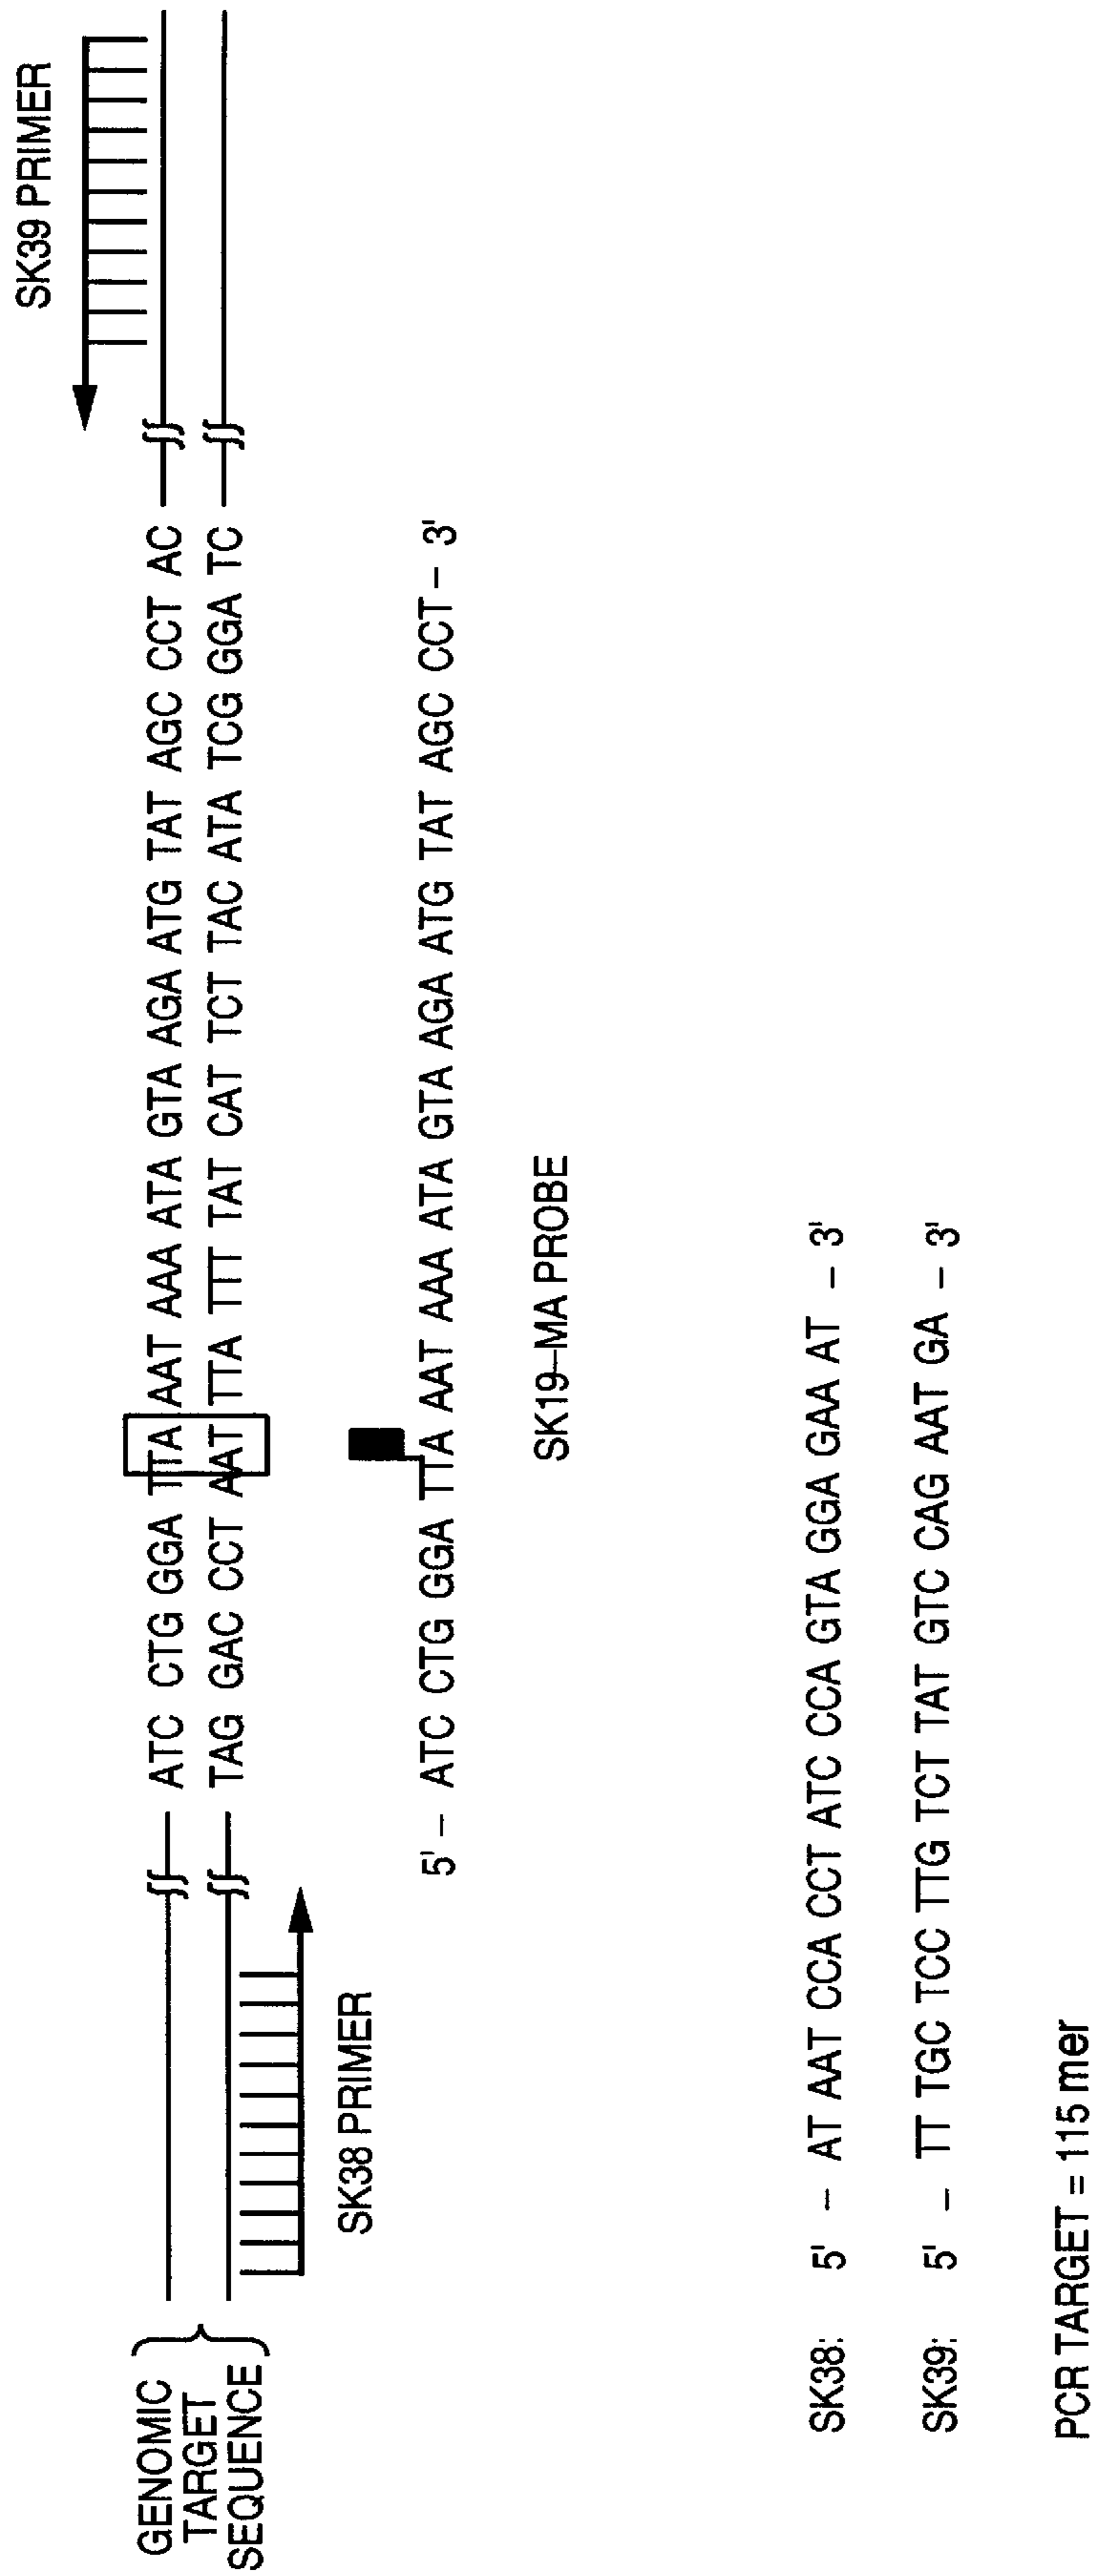 SK39 PRIMER
GENOMIC
TARGET
SEQUENCE
ATC CTG GGA TTA AAT AAA ATA GTA AGA ATG TAT AGC CCT AC
TAG GAC CCT AAT TTA TTT TAT CAT TCT TAC ATA TCG GGA TC
SK38 PRIMER
5' – ATC CTG GGA TTA AAT AAA ATA GTA AGA ATG TAT AGC CCT – 3'
SK19–MA PROBE
SK38: 5' – AT AAT CCA CCT ATC CCA GTA GGA GAA AT – 3'
SK39: 5' – TT TGC TCC TTG TCT TAT GTC CAG AAT GA – 3'
PCR TARGET = 115 mer